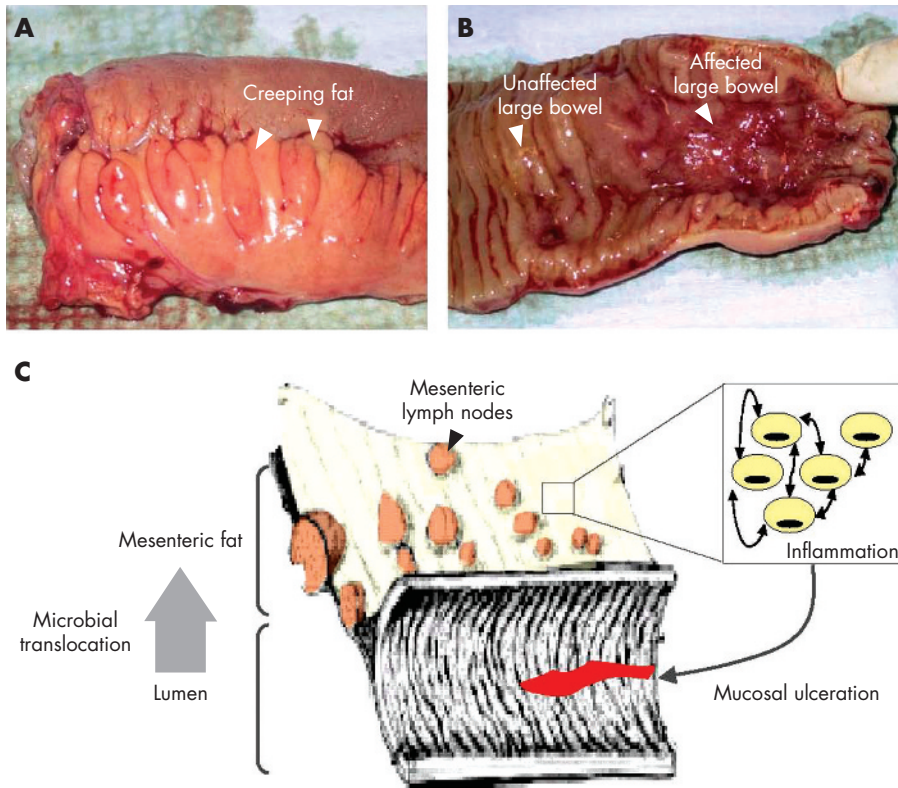 A
Creeping fat
B
Unaffected
large bowel
Affected
large bowel
C
Mesenteric
lymph nodes
Mesenteric fat
Microbial
translocation
Lumen
Inflammation
Mucosal ulceration